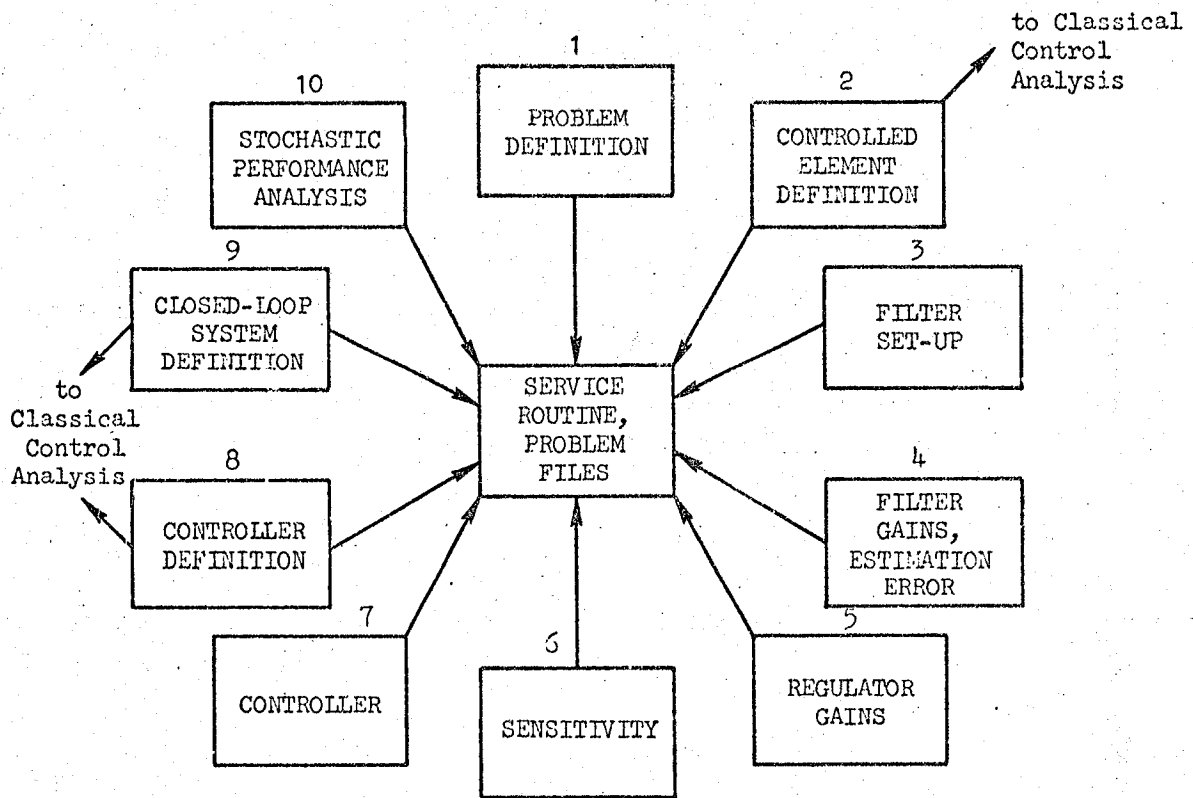 to Classical
Control
Analysis
1
PROBLEM
DEFINITION
2
CONTROLLED
ELEMENT
DEFINITION
3
FILTER
SET-UP
4
FILTER
GAINS,
ESTIMATION
ERROR
5
REGULATOR
GAINS
6
SENSITIVITY
7
CONTROLLER
8
CONTROLLER
DEFINITION
9
CLOSED-LOOP
SYSTEM
DEFINITION
10
STOCHASTIC
PERFORMANCE
ANALYSIS
to
Classical
Control
Analysis
SERVICE
ROUTINE,
PROBLEM
FILES